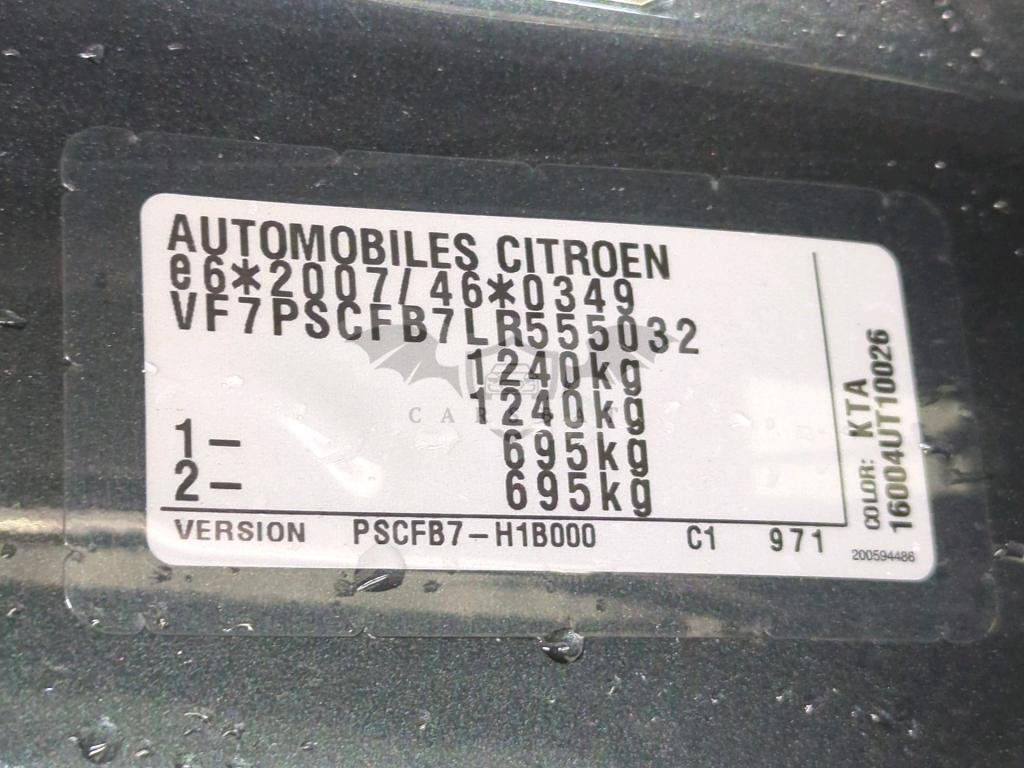 AUTOMOBILES CITROEN
e6*2007/46*0349
VF7PSCFB7LR555032
1240kg
1240kg
1- 695kg
2- 695kg
VERSION PSCFB7-H1B000 C1 971
COLOR: KTA
16004UT10026
200594486